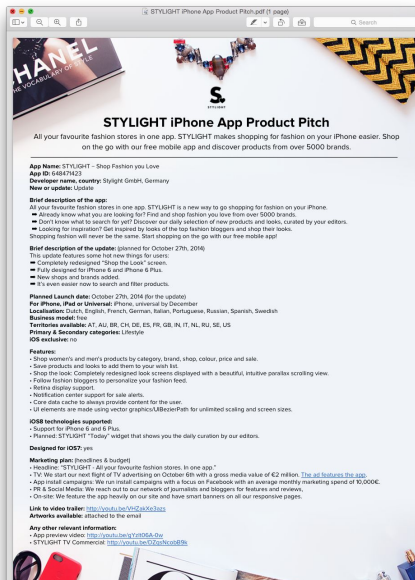 STYLIGHT iPhone App Product Pitch.pdf (1 page)
Search
HANEL
THE VOCABULARY OF STYLE
S.
STYLIGHT
STYLIGHT iPhone App Product Pitch
All your favourite fashion stores in one app. STYLIGHT makes shopping for fashion on your iPhone easier. Shop
on the go with our free mobile app and discover products from over 5000 brands.
App Name: STYLIGHT – Shop Fashion you Love
App ID: 648471423
Developer name, country: Stylight GmbH, Germany
New or update: Update
Brief description of the app:
All your favourite fashion stores in one app. STYLIGHT is a new way to go shopping for fashion on your iPhone.
➡ Already know what you are looking for? Find and shop fashion you love from over 5000 brands.
➡ Don't know what to search for yet? Discover our daily selection of new products and looks, curated by your editors.
➡ Looking for inspiration? Get inspired by looks of the top fashion bloggers and shop their looks.
Shopping fashion will never be the same. Start shopping on the go with our free mobile app!
Brief description of the update: (planned for October 27th, 2014)
This update features some hot new things for users:
➡ Completely redesigned "Shop the Look" screen.
➡ Fully designed for iPhone 6 and iPhone 6 Plus.
➡ New shops and brands added.
➡ It's even easier now to search and filter products.
Planned Launch date: October 27th, 2014 (for the update)
For iPhone, iPad or Universal: iPhone, universal by December
Localisation: Dutch, English, French, German, Italian, Portuguese, Russian, Spanish, Swedish
Business model: free
Territories available: AT, AU, BR, CH, DE, ES, FR, GB, IN, IT, NL, RU, SE, US
Primary & Secondary categories: Lifestyle
iOS exclusive: no
Features:
• Shop women's and men's products by category, brand, shop, colour, price and sale.
• Save products and looks to add them to your wish list.
• Shop the look: Completely redesigned look screens displayed with a beautiful, intuitive parallax scrolling view.
• Follow fashion bloggers to personalize your fashion feed.
• Retina display support.
• Notification center support for sale alerts.
• Core data cache to always provide content for the user.
• UI elements are made using vector graphics/UIBezierPath for unlimited scaling and screen sizes.
iOS8 technologies supported:
• Support for iPhone 6 and iPhone 6 Plus.
• Planned: STYLIGHT "Today" widget that shows you the daily curation by our editors.
Designed for iOS7: yes
Marketing plan: (headlines & budget)
• Headline: "STYLIGHT - All your favourite fashion stores. In one app."
• TV: We start our next flight of TV advertising on October 6th with a gross media value of €2 million. The ad features the app.
• App install campaigns: We run install campaigns with a focus on Facebook with an average monthly marketing spend of 10,000€.
• PR & Social Media: We reach out to our network of journalists and bloggers for features and reviews,
• On-site: We feature the app heavily on our site and have smart banners on all our responsive pages.
Link to video trailer: http://youtu.be/VHZakXe3aes
Artworks available: attached to the email
Any other relevant information:
• App preview video: http://youtu.be/gYzIt06A-0w
• STYLIGHT TV Commercial: http://youtu.be/DZqxNcobB9k